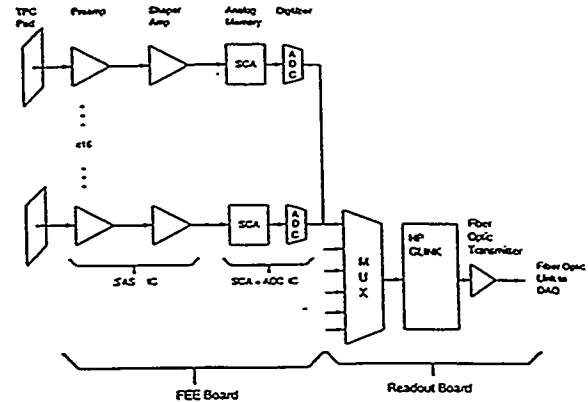 TPC Pad
Preamp
Shaper Amp
Analog Memory
Digitizer
SCA
ADC
SCA
ADC
SAS IC
SCA + ADC IC
MUX
HP GLINK
Fiber Optic Transmitter
Fiber Optic Link to DAQ
FEE Board
Readout Board